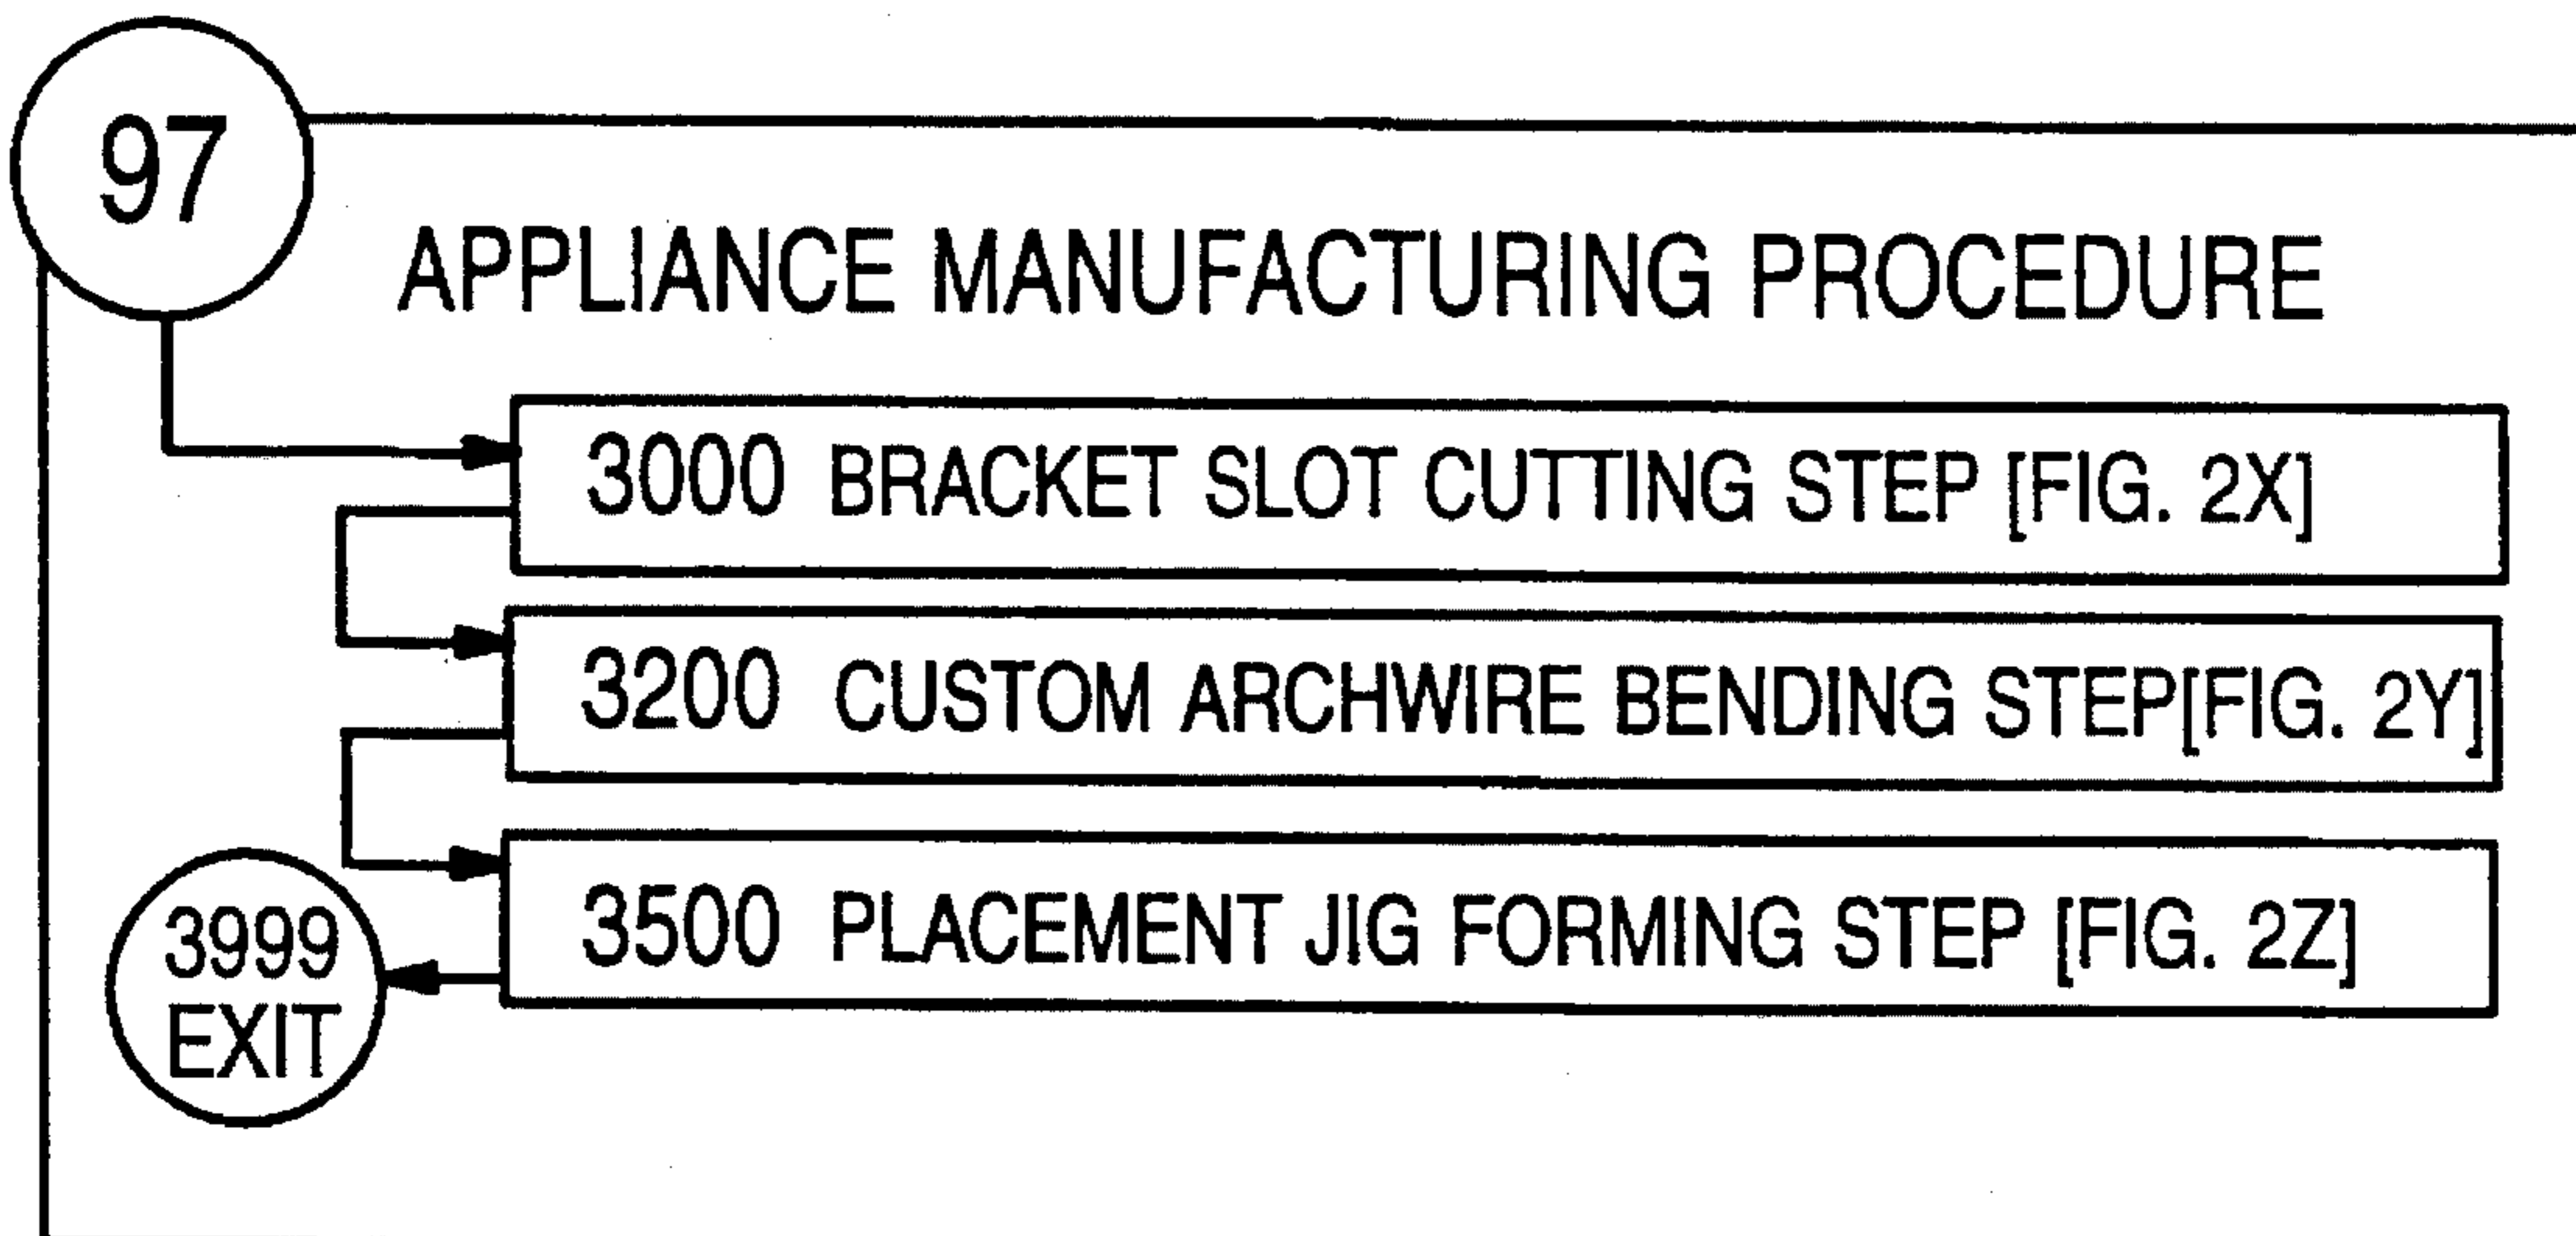 97
APPLIANCE MANUFACTURING PROCEDURE
3000 BRACKET SLOT CUTTING STEP [FIG. 2X]
3200 CUSTOM ARCHWIRE BENDING STEP[FIG. 2Y]
3500 PLACEMENT JIG FORMING STEP [FIG. 2Z]
3999
EXIT